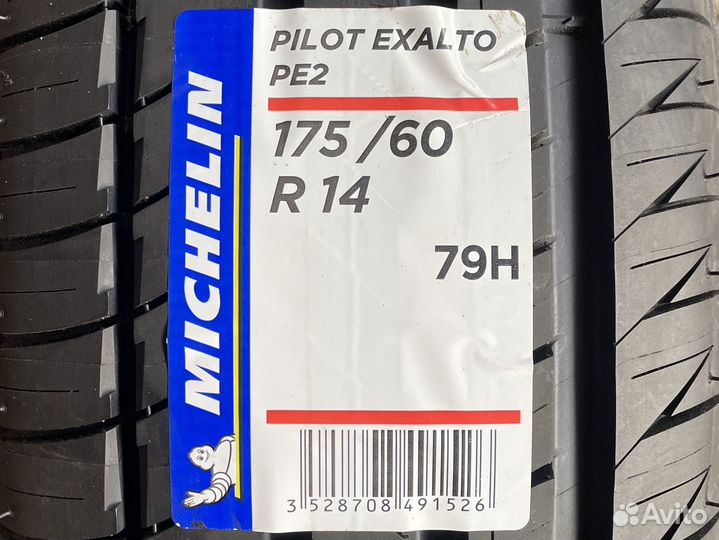 PILOT EXALTO
PE2
175 /60
R 14
79H
MICHELIN
3 528708 491526
Avito